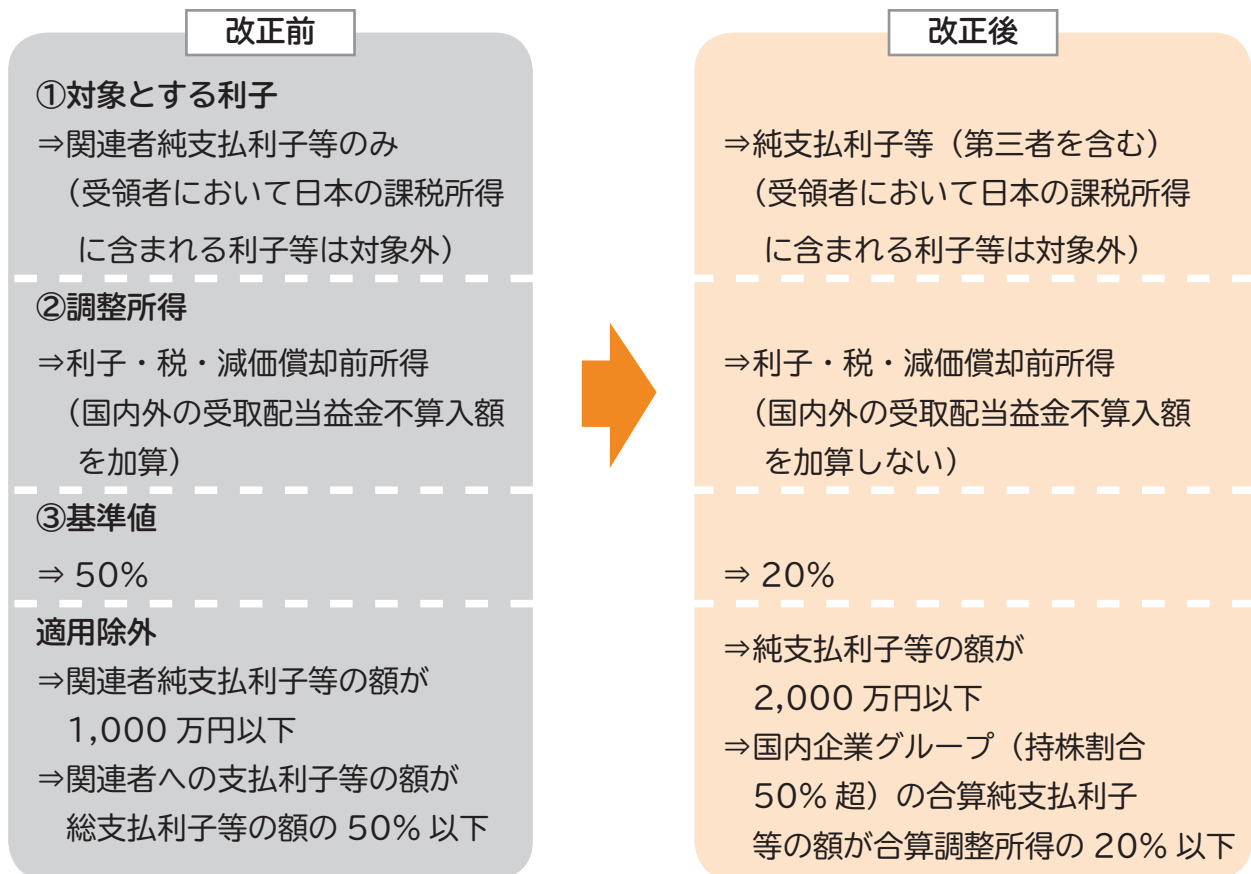 改正前
①対象とする利子
⇒関連者純支払利子等のみ
（受領者において日本の課税所得
に含まれる利子等は対象外）
②調整所得
⇒利子・税・減価償却前所得
（国内外の受取配当益金不算入額
を加算）
③基準値
⇒ 50%
適用除外
⇒関連者純支払利子等の額が
1,000 万円以下
⇒関連者への支払利子等の額が
総支払利子等の額の 50% 以下
改正後
⇒純支払利子等（第三者を含む）
（受領者において日本の課税所得
に含まれる利子等は対象外）
⇒利子・税・減価償却前所得
（国内外の受取配当益金不算入額
を加算しない）
⇒ 20%
⇒純支払利子等の額が
2,000 万円以下
⇒国内企業グループ（持株割合
50% 超）の合算純支払利子
等の額が合算調整所得の 20% 以下